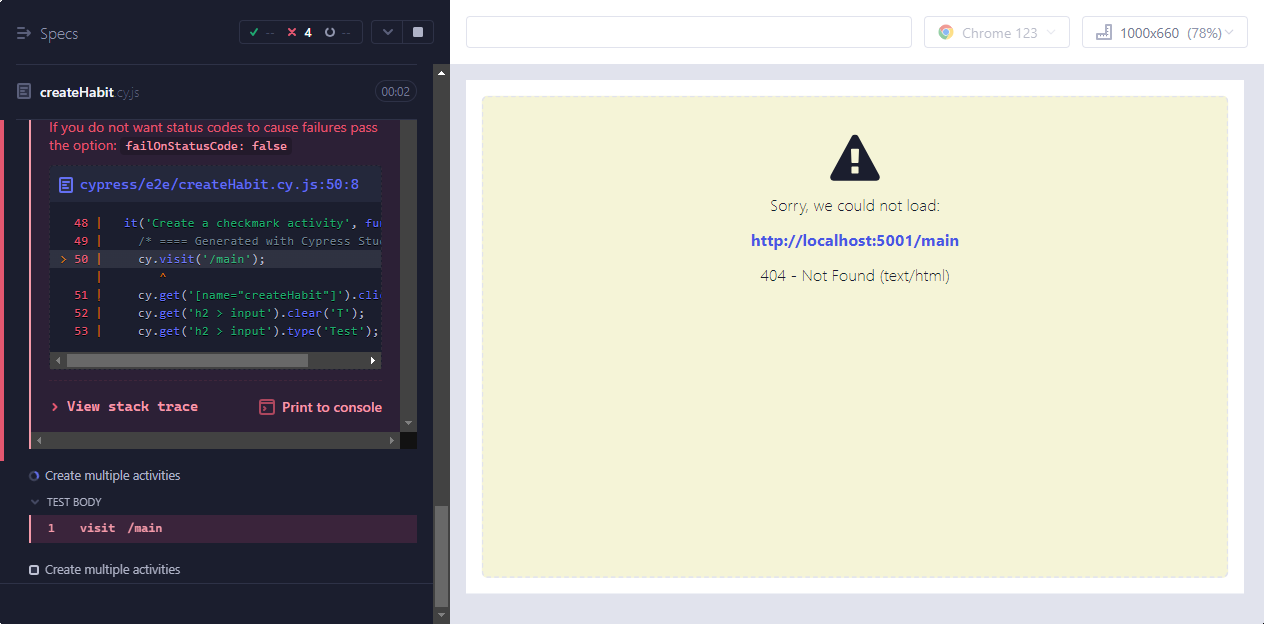 Specs
-- 4 --
createHabit.cy.js 00:02
If you do not want status codes to cause failures pass
the option: failOnStatusCode: false
cypress/e2e/createHabit.cy.js:50:8
48 | it('Create a checkmark activity', fu
49 | /* ==== Generated with Cypress Stu
> 50 | cy.visit('/main');
| ^
51 | cy.get('[name="createHabit"]').cli
52 | cy.get('h2 > input').clear('T');
53 | cy.get('h2 > input').type('Test');
View stack trace Print to console
Create multiple activities
TEST BODY
1 visit /main
Create multiple activities
Chrome 123 1000x660 (78%)
Sorry, we could not load:
http://localhost:5001/main
404 - Not Found (text/html)